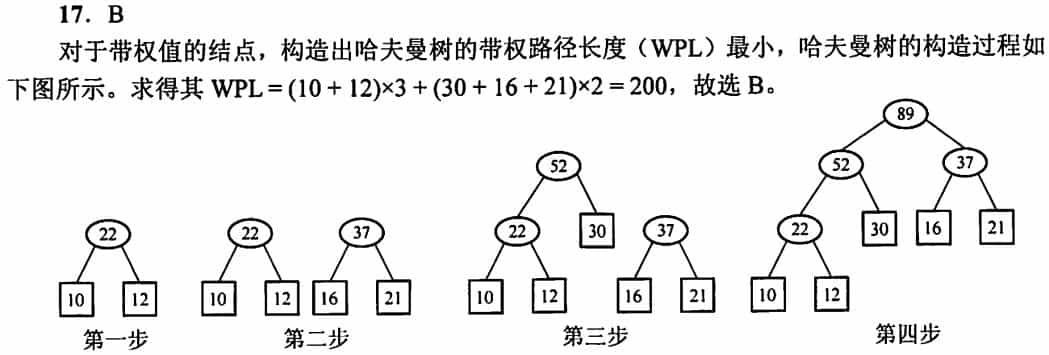 17. B
对于带权值的结点，构造出哈夫曼树的带权路径长度（WPL）最小，哈夫曼树的构造过程如
下图所示。求得其 WPL = (10 + 12)×3 + (30 + 16 + 21)×2 = 200，故选 B。
89
52
52 37
22 22 37
22 30 37
22 30 16 21
10 12
10 12 16 21
10 12 16 21
10 12
第一步 第二步 第三步 第四步